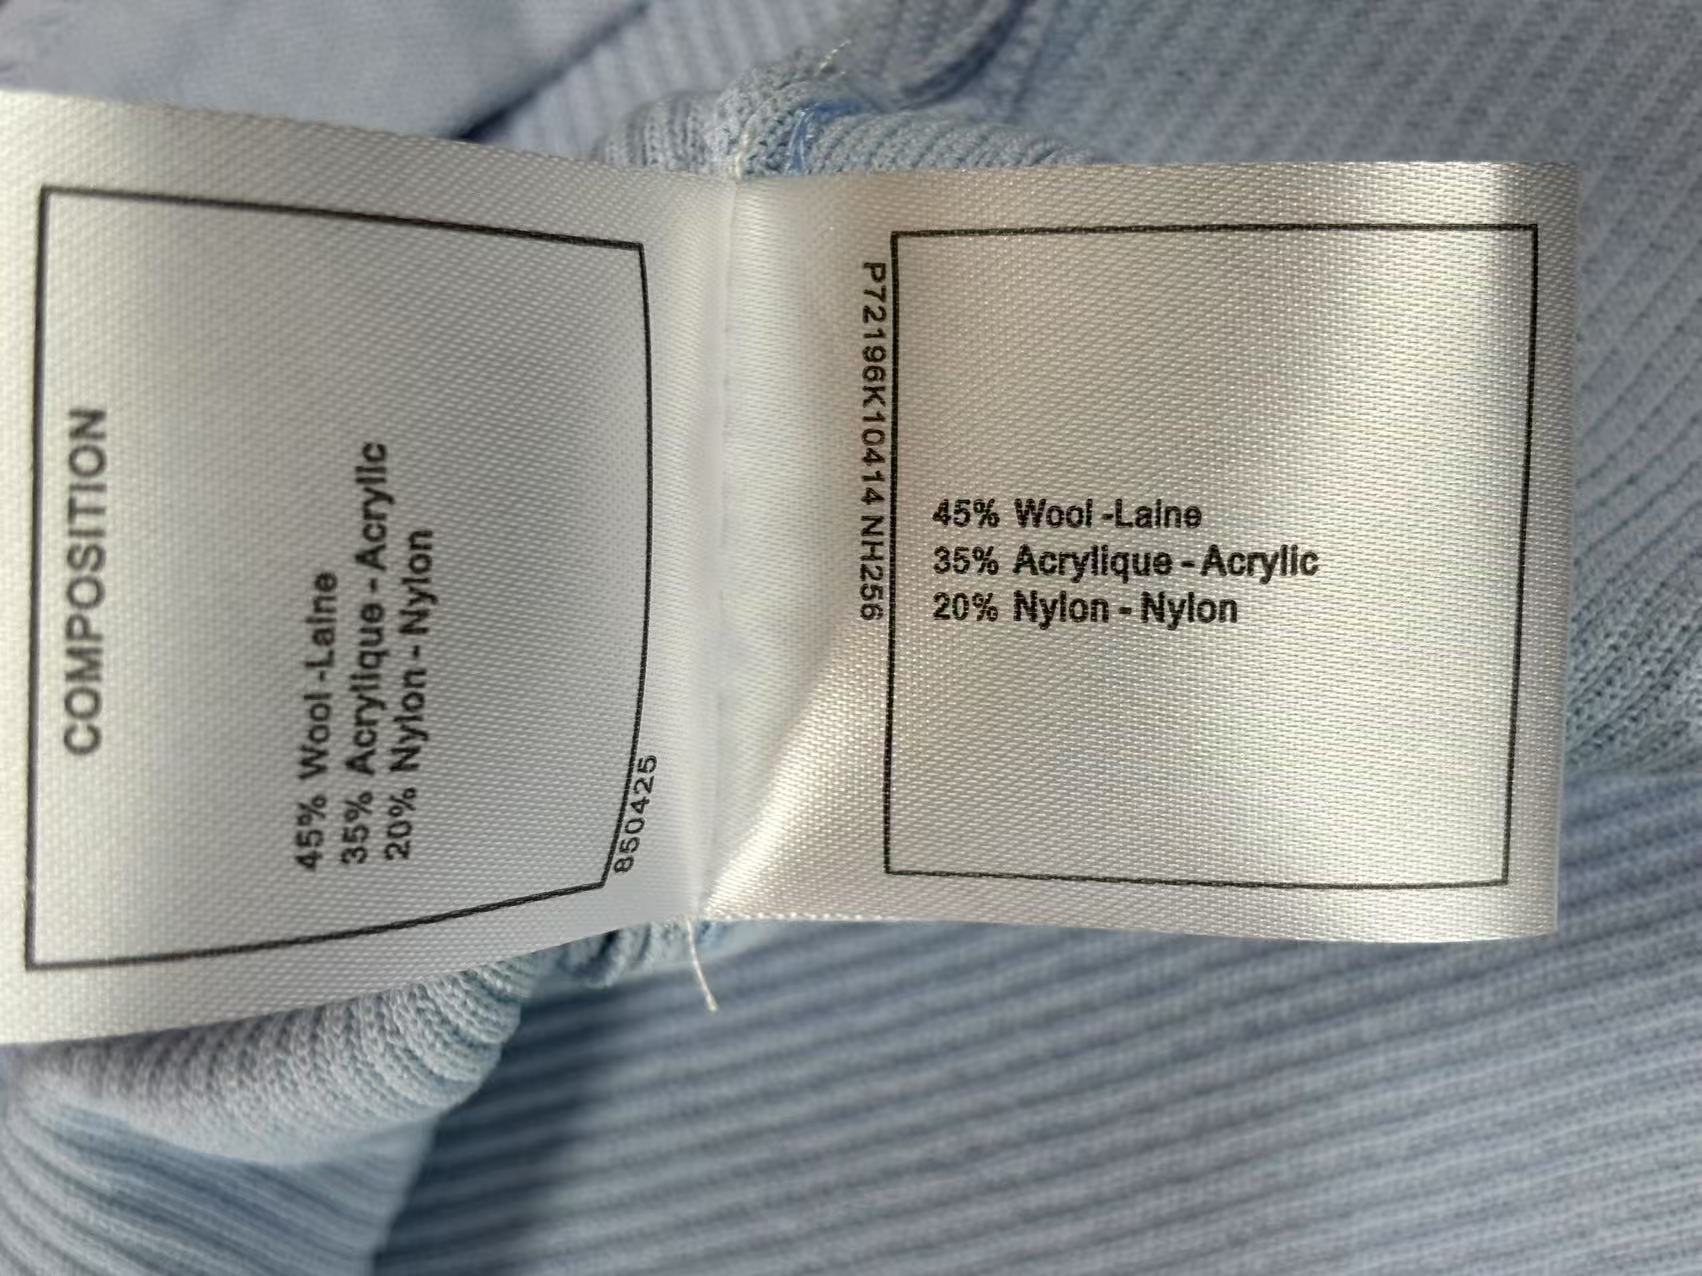 COMPOSITION
45% Wool -Laine
35% Acrylique - Acrylic
20% Nylon - Nylon
850425
P72196K10414 NH256
45% Wool -Laine
35% Acrylique - Acrylic
20% Nylon - Nylon